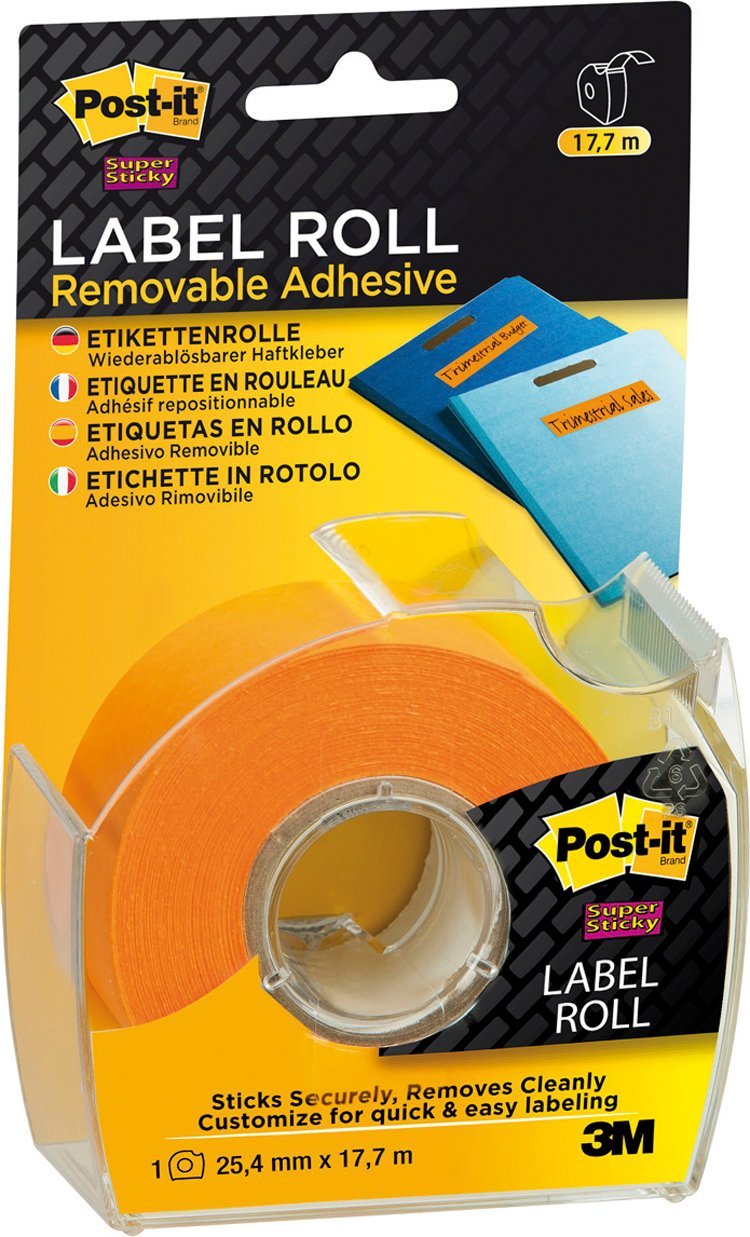 Post-it®
Brand
Super
Sticky
17,7 m
LABEL ROLL
Removable Adhesive
ETIKETTENROLLE
Wiederablösbarer Haftkleber
ETIQUETTE EN ROULEAU
Adhésif repositionnable
ETIQUETAS EN ROLLO
Adhesivo Removible
ETICHETTE IN ROTOLO
Adesivo Rimovibile
Trimestrial Budget
Trimestrial Sales
6
PS
Post-it®
Brand
Super
Sticky
LABEL
ROLL
Sticks Securely, Removes Cleanly
Customize for quick & easy labeling
3M
1 25,4 mm x 17,7 m